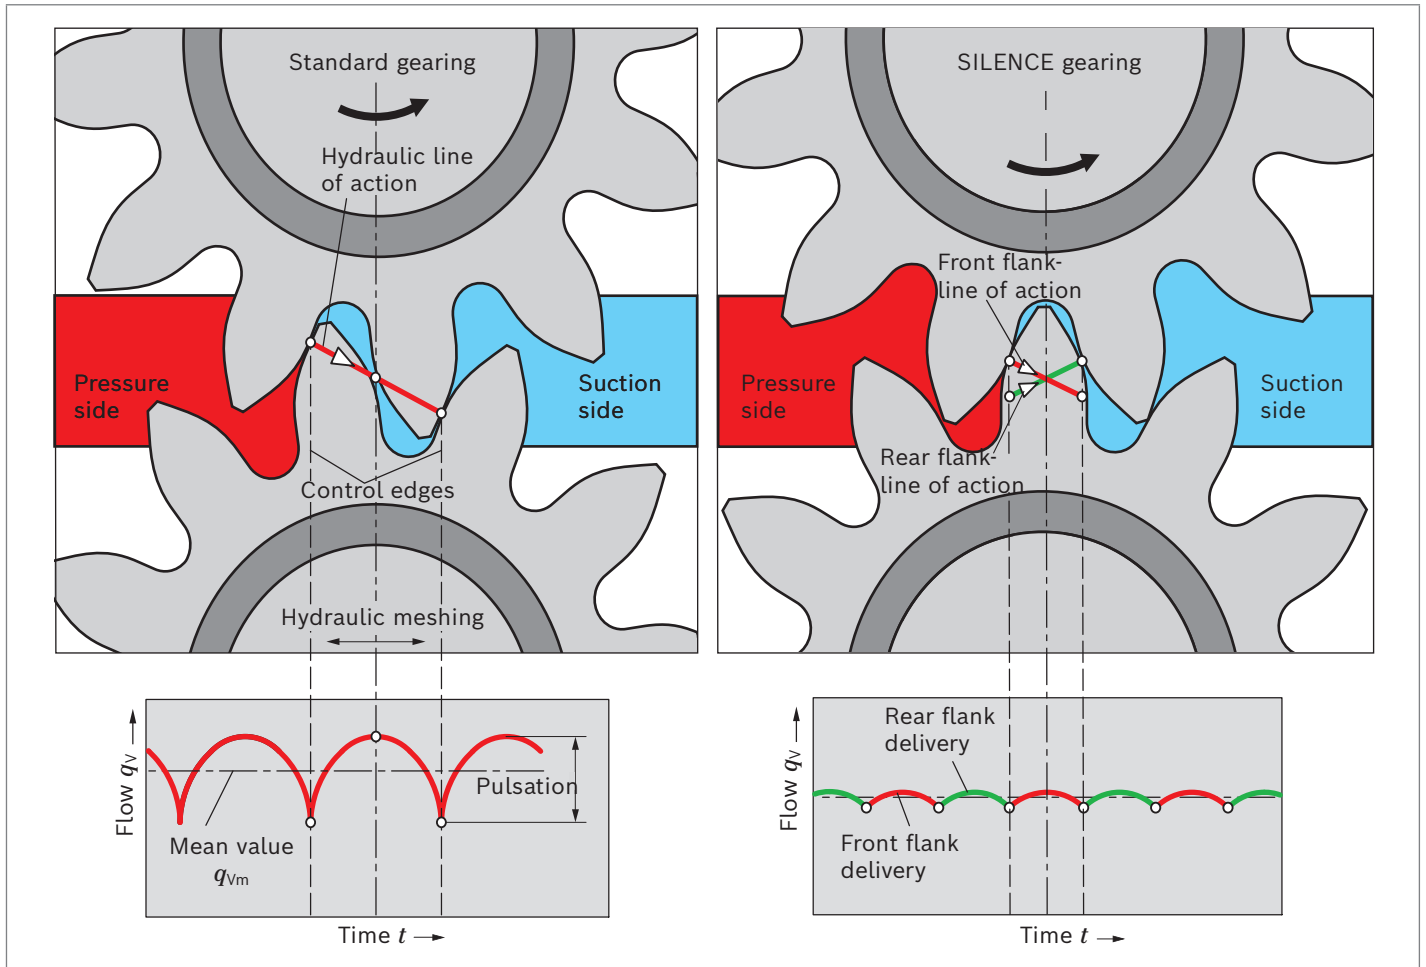 Standard gearing
Hydraulic line
of action
Pressure
side
Suction
side
Control edges
Hydraulic meshing
Flow qV
Pulsation
Mean value
qVm
Time t
SILENCE gearing
Front flank-
line of action
Pressure
side
Suction
side
Rear flank-
line of action
Flow qV
Rear flank
delivery
Front flank
delivery
Time t